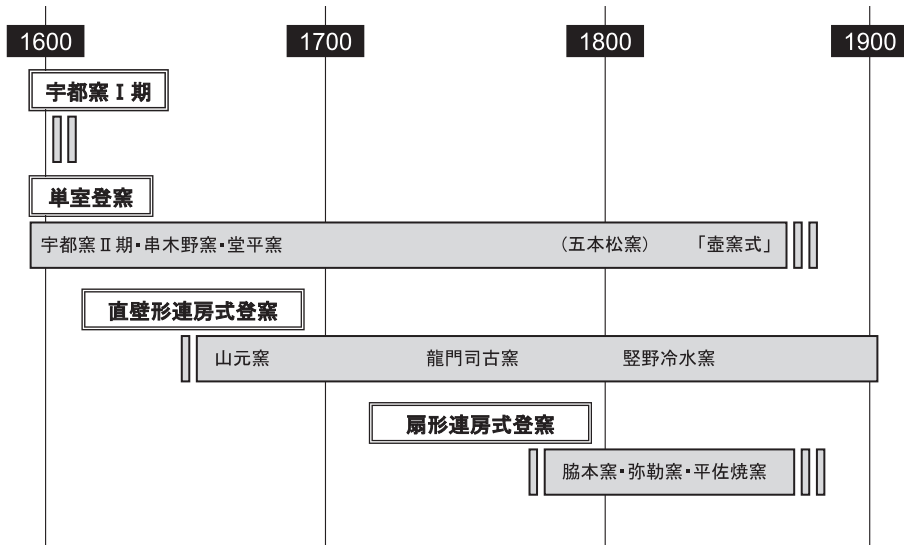 1600 1700 1800 1900
宇都窯Ⅰ期
単室登窯
宇都窯Ⅱ期・串木野窯・堂平窯 (五本松窯) 「壺窯式」
直壁形連房式登窯
山元窯 龍門司古窯 竪野冷水窯
扇形連房式登窯
脇本窯・弥勒窯・平佐焼窯